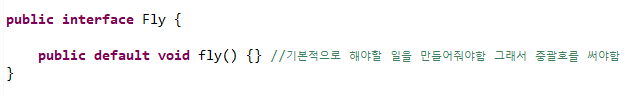 public interface Fly {
public default void fly() {} //기본적으로 해야할 일을 만들어줘야함 그래서 중괄호를 써야함
}